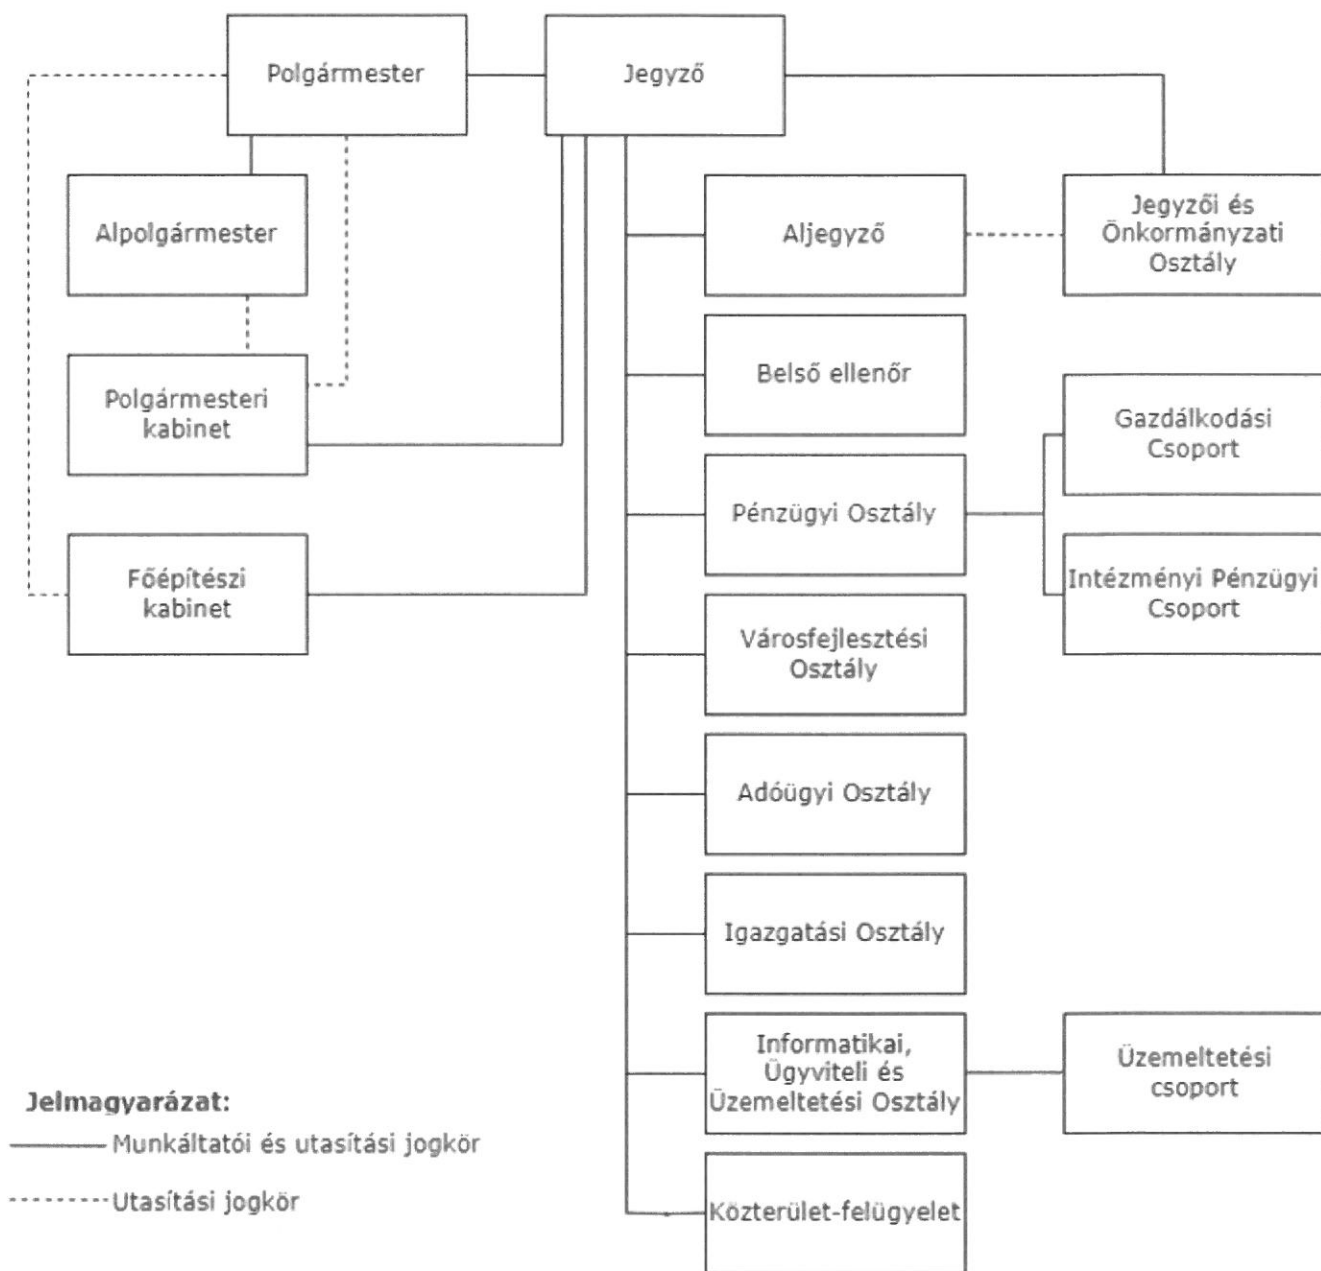 Polgármester
Jegyző
Alpolgármester
Aljegyző
Jegyzői és
Önkormányzati
Osztály
Polgármesteri
kabinet
Belső ellenőr
Gazdálkodási
Csoport
Pénzügyi Osztály
Főépítészi
kabinet
Intézményi Pénzügyi
Csoport
Városfejlesztési
Osztály
Adóügyi Osztály
Igazgatási Osztály
Informatikai,
Ügyviteli és
Üzemeltetési Osztály
Üzemeltetési
csoport
Közterület-felügyelet
Jelmagyarázat:
Munkáltatói és utasítási jogkör
Utasítási jogkör